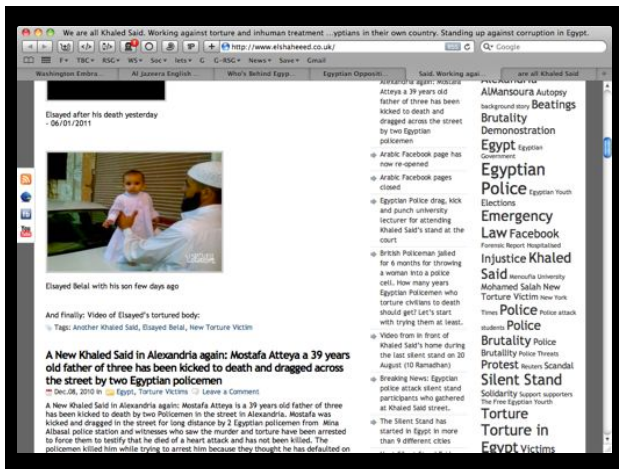 We are all Khaled Said. Working against torture and inhuman treatment ...yptians in their own country. Standing up against corruption in Egypt.
http://www.elshaheeed.co.uk/
Google
F▾ TBC▾ RSG▾ WS▾ Soc▾ lets▾ G G-RSG▾ News▾ Save▾ Gmail
Washington Embra...
Al Jazeera English...
Who's Behind Egyp...
Egyptian Oppositi...
Said. Working agai...
are all Khaled Said
Elsayed after his death yesterday
- 06/01/2011
Elsayed Belal with his son few days ago
And finally: Video of Elsayed's tortured body:
Tags: Another Khaled Said, Elsayed Belal, New Torture Victim
A New Khaled Said in Alexandria again: Mostafa Atteya a 39 years
old father of three has been kicked to death and dragged across
the street by two Egyptian policemen
Dec.08, 2010 in Egypt, Torture Victims Leave a Comment
A New Khaled Said in Alexandria again: Mostafa Atteya is a 39 years old father of three
has been kicked to death by two Policemen in the street in Alexandria. Mostafa was
kicked and dragged in the street for long distance by 2 Egyptian policemen from Mina
Albasal police station and witnesses who saw the murder and torture have been arrested
to force them to testify that he died of a heart attack and has not been killed. The
policemen killed him while trying to arrest him because they thought he has defaulted on
Alexandria again: Mostafa
Atteya a 39 years old
father of three has been
kicked to death and
dragged across the street
by two Egyptian
policemen
Arabic Facebook page has
now re-opened
Arabic Facebook pages
closed
Egyptian Police drag, kick
and punch university
lecturer for attending
Khaled Said's stand at the
court
British Policeman jailed
for 6 months for throwing
a woman into a police
cell. How many years
Egyptian Policemen who
torture civilians to death
should get? Let's start
with trying them at least.
Video from in front of
Khaled Said's home during
the last silent stand on 20
August (10 Ramadhan)
Breaking News: Egyptian
police attack silent stand
participants who gathered
at Khaled Said street.
The Silent Stand has
started in Egypt in more
than 9 different cities
Alexandria
AlMansoura Autopsy
background story Beatings
Brutality
Demonostration
Egypt Egyptian
Government
Egyptian
Police Egyptian Youth
Elections
Emergency
Law Facebook
Forensic Report Hospitalised
Injustice Khaled
Said Menoufia University
Mohamed Salah New
Torture Victim New York
Times Police Police attack
students Police
Brutality Police
Brutallity Police Threats
Protest Reuters Scandal
Silent Stand
Solidarity Support supporters
The Free Egyptian Youth
Torture
Torture in
Egypt Victims